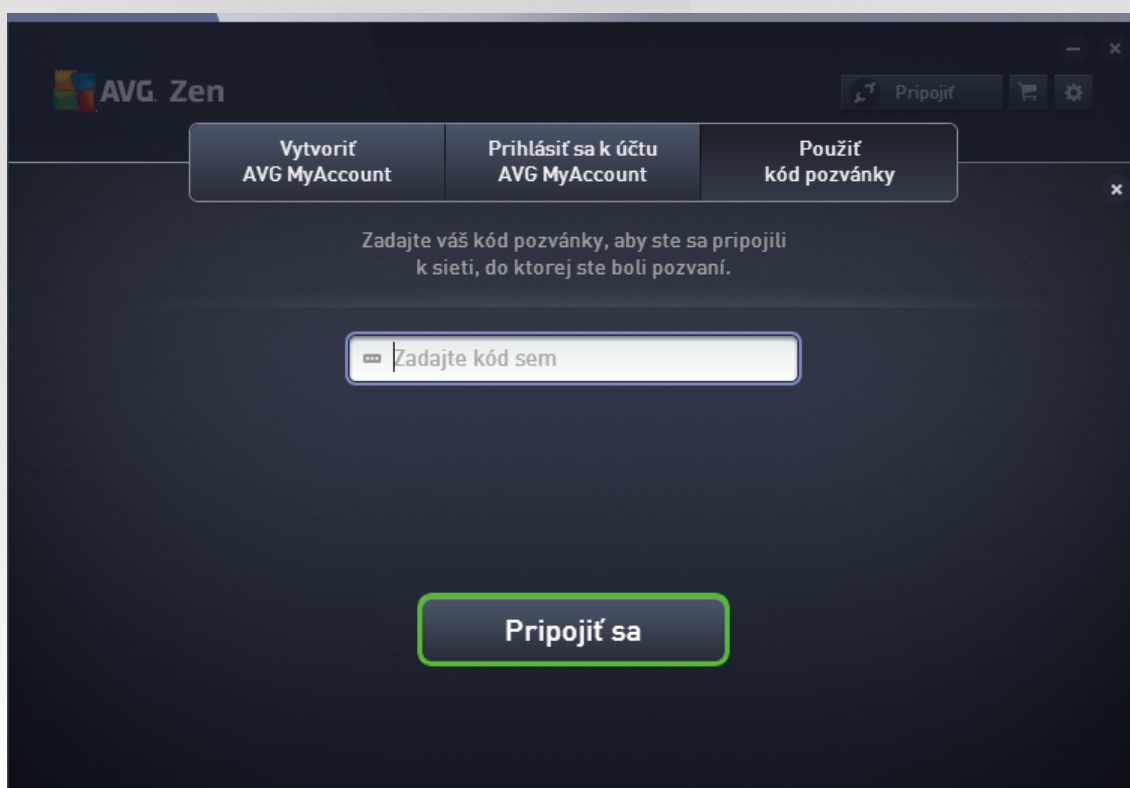 AVG. Zen
Pripojiť
Vytvoriť
AVG MyAccount
Prihlásiť sa k účtu
AVG MyAccount
Použiť
kód pozvánky
Zadajte váš kód pozvánky, aby ste sa pripojili
k sieti, do ktorej ste boli pozvaní.
Zadajte kód sem
Pripojiť sa